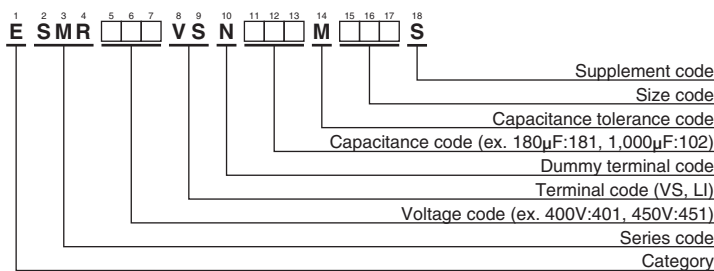 1 2 3 4 5 6 7 8 9 10 11 12 13 14 15 16 17 18
E SMR □□□ VS N □□□ M □□□ S
Supplement code
Size code
Capacitance tolerance code
Capacitance code (ex. 180µF:181, 1,000µF:102)
Dummy terminal code
Terminal code (VS, LI)
Voltage code (ex. 400V:401, 450V:451)
Series code
Category